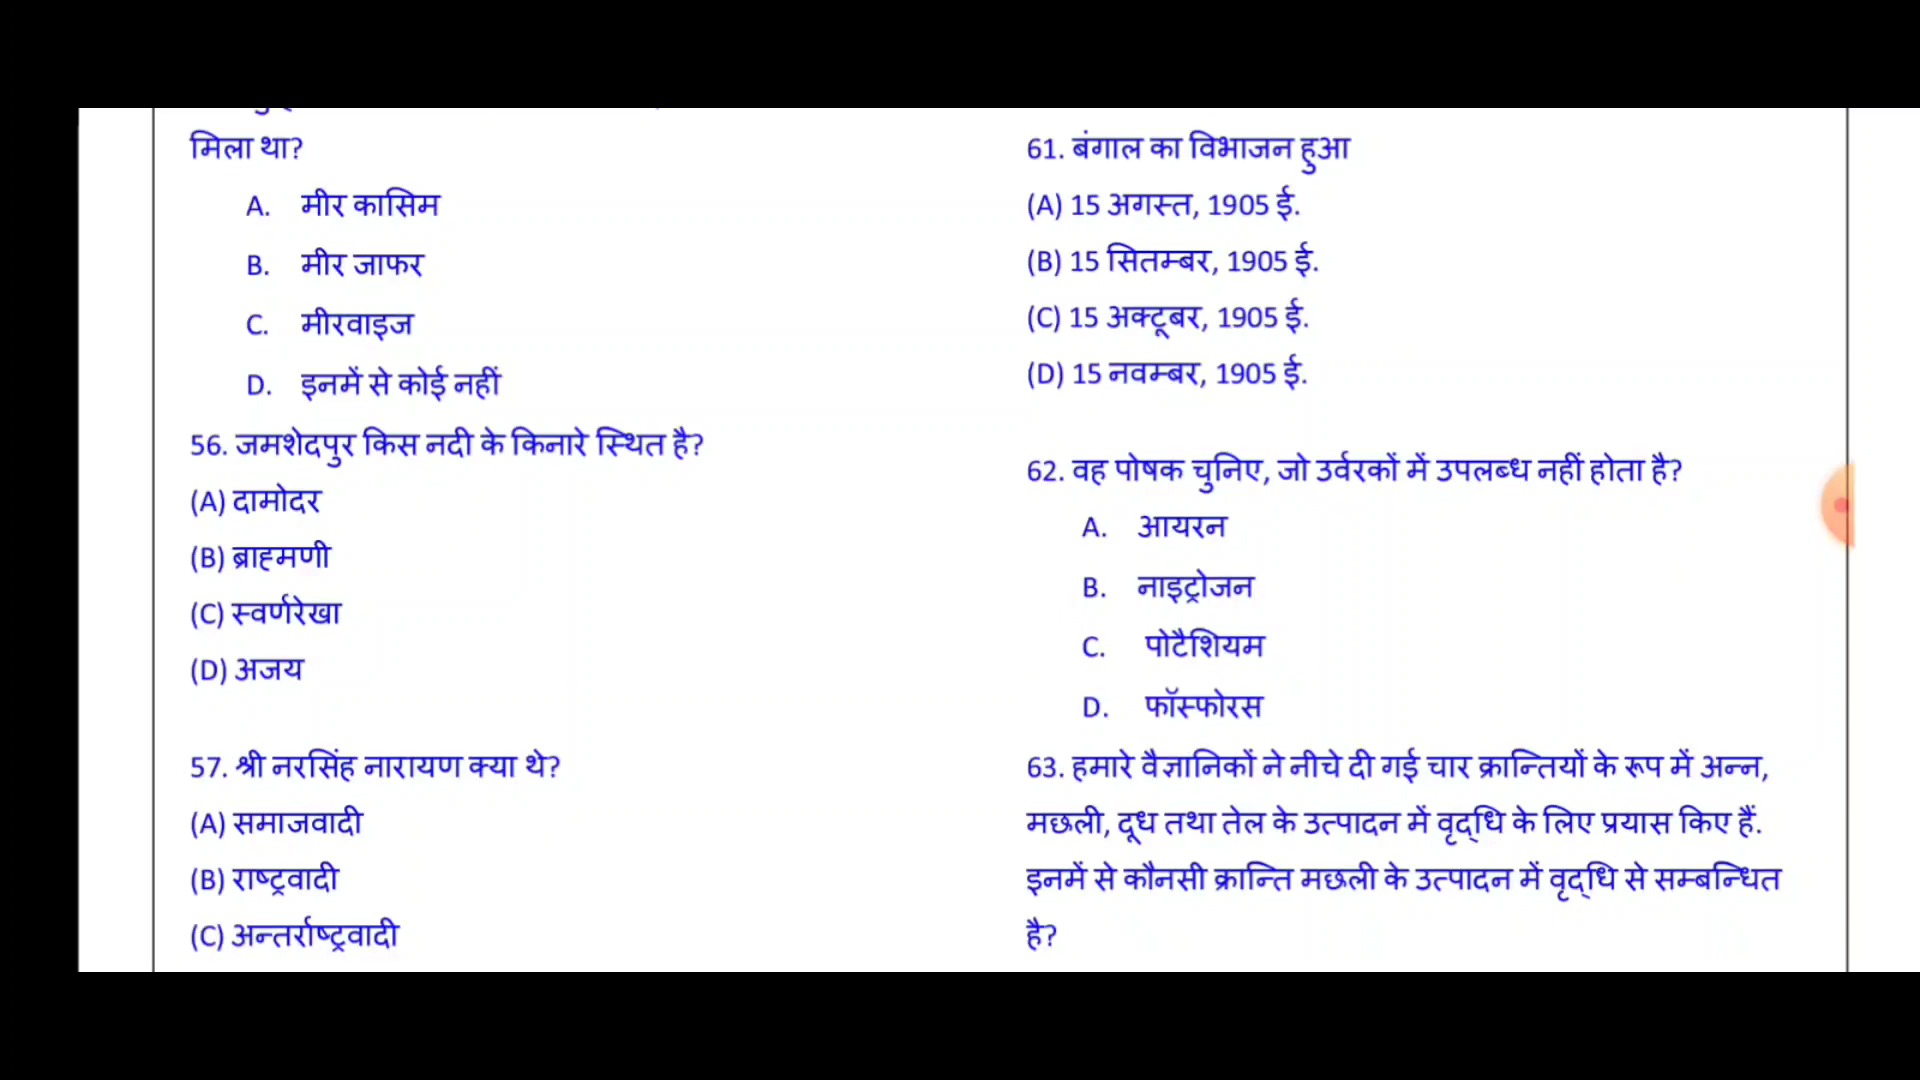 मिला था?
A. मीर कासिम
B. मीर जाफर
C. मीरवाइज
D. इनमें से कोई नहीं
56. जमशेदपुर किस नदी के किनारे स्थित है?
(A) दामोदर
(B) ब्राह्मणी
(C) स्वर्णरेखा
(D) अजय
57. श्री नरसिंह नारायण क्या थे?
(A) समाजवादी
(B) राष्ट्रवादी
(C) अन्तर्राष्ट्रवादी
61. बंगाल का विभाजन हुआ
(A) 15 अगस्त, 1905 ई.
(B) 15 सितम्बर, 1905 ई.
(C) 15 अक्टूबर, 1905 ई.
(D) 15 नवम्बर, 1905 ई.
62. वह पोषक चुनिए, जो उर्वरकों में उपलब्ध नहीं होता है?
A. आयरन
B. नाइट्रोजन
C. पोटैशियम
D. फॉस्फोरस
63. हमारे वैज्ञानिकों ने नीचे दी गई चार क्रान्तियों के रूप में अन्न,
मछली, दूध तथा तेल के उत्पादन में वृद्धि के लिए प्रयास किए हैं.
इनमें से कौनसी क्रान्ति मछली के उत्पादन में वृद्धि से सम्बन्धित
है?